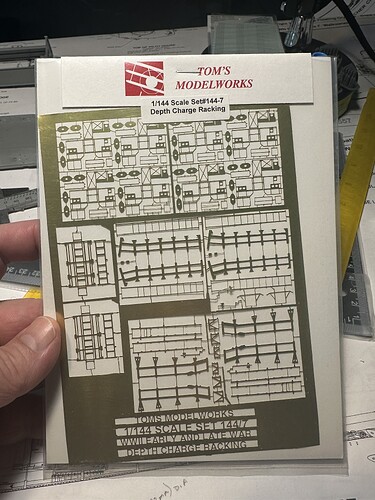 TOM'S
MODELWORKS
1/144 Scale Set#144-7
Depth Charge Racking
TOMS MODELWORKS
1/144 SCALE SET 144/7
WWII EARLY AND LATE WAR
DEPTH CHARGE RACKING